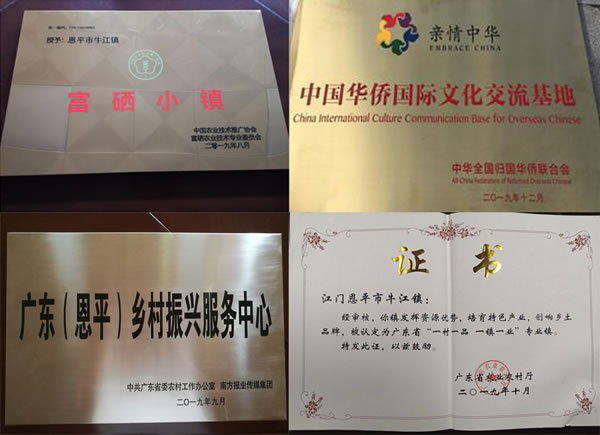 授予：恩平市牛江镇
富硒小镇
中国农业技术推广协会
富硒农业技术专业委员会
二零一九年八月
亲情中华
EMBRACE CHINA
中国华侨国际文化交流基地
China International Culture Communication Base for Overseas Chinese
中华全国归国华侨联合会
All-China Federation of Returned Overseas Chinese
二〇一九年十二月
广东（恩平）乡村振兴服务中心
中共广东省委农村工作办公室 南方报业传媒集团
二〇一九年九月
证书
江门恩平市牛江镇：
经审核，你镇发挥资源优势，培育特色产业，创响乡土
品牌，被认定为广东省“一村一品 一镇一业”专业镇。
特发此证，以兹鼓励。
广东省农业农村厅
二〇一九年十月